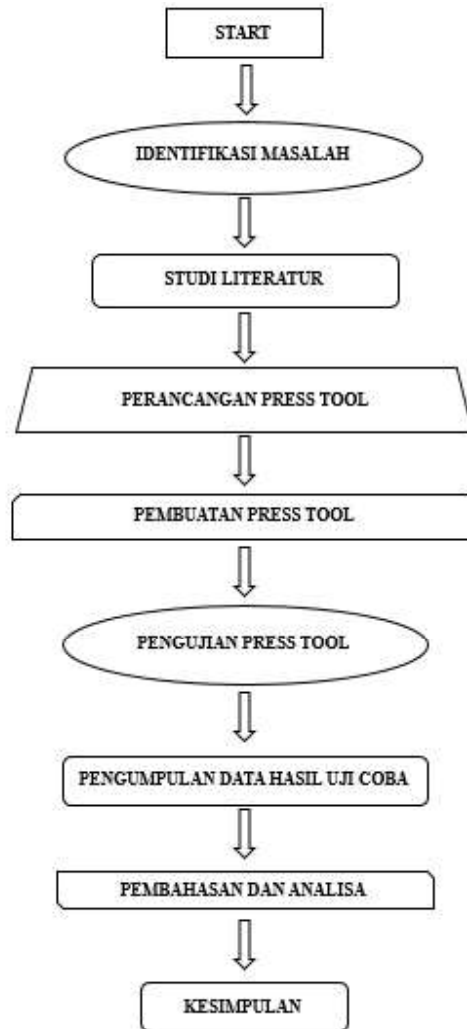 START
IDENTIFIKASI MASALAH
STUDI LITERATUR
PERANCANGAN PRESS TOOL
PEMBUATAN PRESS TOOL
PENGUJIAN PRESS TOOL
PENGUMPULAN DATA HASIL UJI COBA
PEMBAHASAN DAN ANALISA
KESIMPULAN